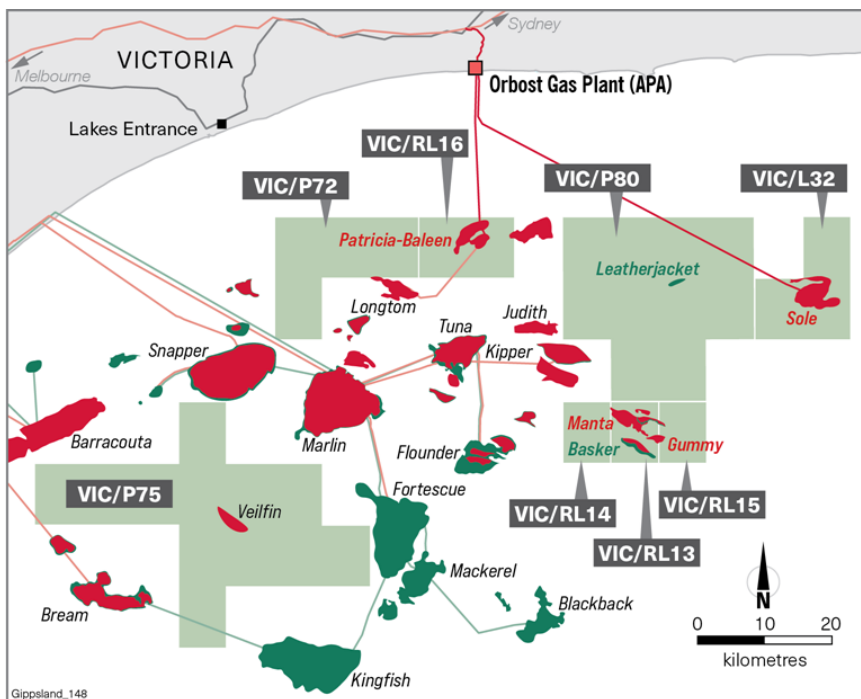 Sydney
VICTORIA
Melbourne
Orbost Gas Plant (APA)
Lakes Entrance
VIC/RL16
VIC/P72
VIC/P80
VIC/L32
Patricia-Baleen
Leatherjacket
Longtom
Judith
Sole
Tuna
Snapper
Kipper
Manta
Barracouta
Marlin
Basker
Gummy
Flounder
Fortescue
VIC/P75
VIC/RL14
VIC/RL15
Veilfin
VIC/RL13
Mackerel
Bream
Blackback
N
0 10 20
kilometres
Kingfish
Gippsland_148